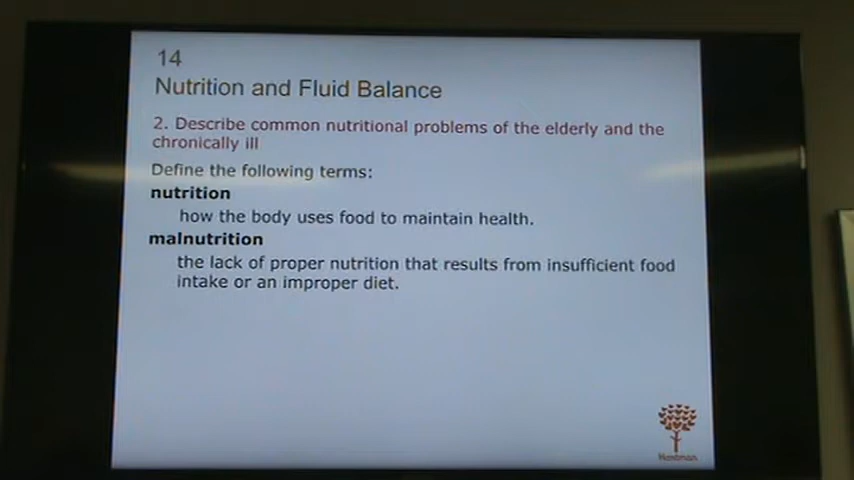 14
Nutrition and Fluid Balance
2. Describe common nutritional problems of the elderly and the
chronically ill
Define the following terms:
nutrition
how the body uses food to maintain health.
malnutrition
the lack of proper nutrition that results from insufficient food
intake or an improper diet.
Hartman